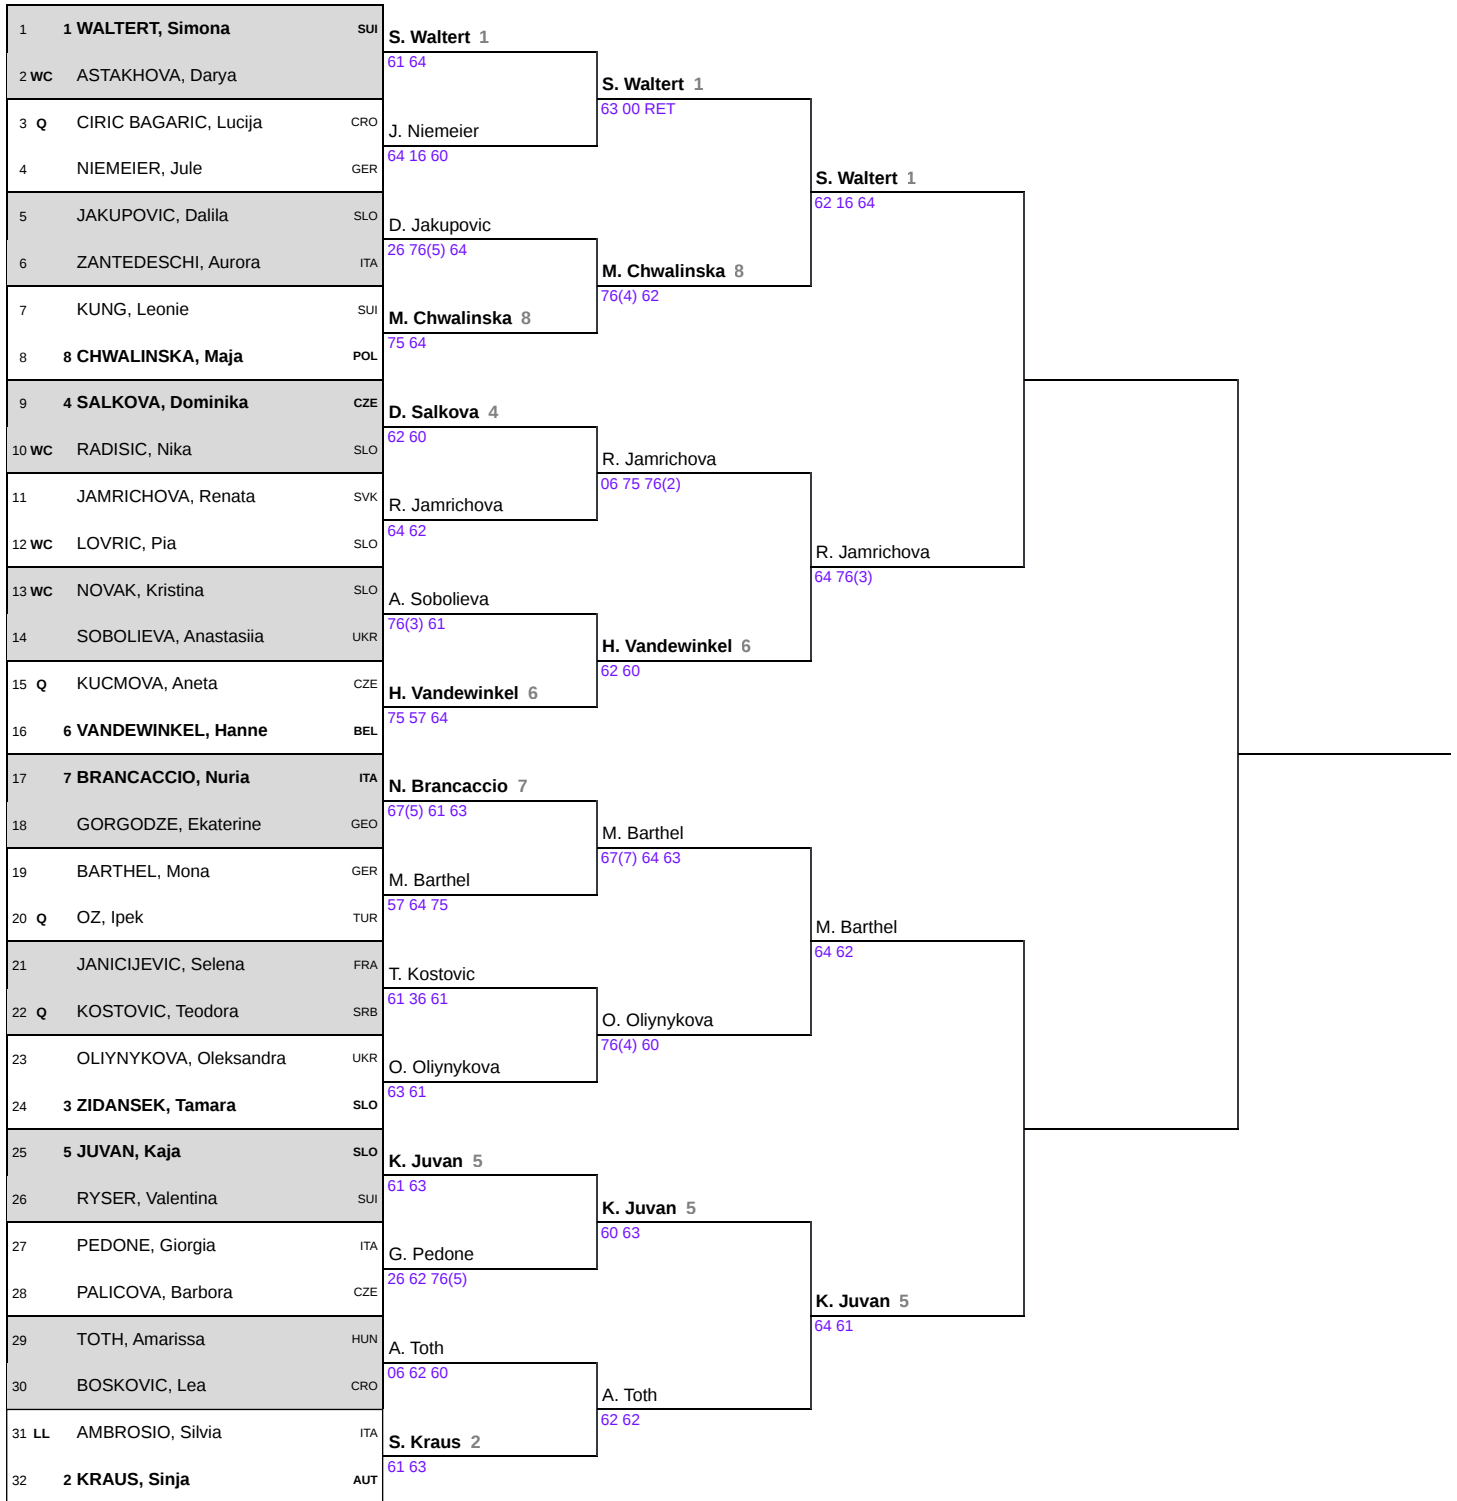 1 1 WALTERT, Simona SUI
2 WC ASTAKHOVA, Darya
3 Q CIRIC BAGARIC, Lucija CRO
4 NIEMEIER, Jule GER
5 JAKUPOVIC, Dalila SLO
6 ZANTEDESCHI, Aurora ITA
7 KUNG, Leonie SUI
8 8 CHWALINSKA, Maja POL
9 4 SALKOVA, Dominika CZE
10 WC RADISIC, Nika SLO
11 JAMRICHOVA, Renata SVK
12 WC LOVRIC, Pia SLO
13 WC NOVAK, Kristina SLO
14 SOBOLIEVA, Anastasiia UKR
15 Q KUCMOVA, Aneta CZE
16 6 VANDEWINKEL, Hanne BEL
17 7 BRANCACCIO, Nuria ITA
18 GORGODZE, Ekaterine GEO
19 BARTHEL, Mona GER
20 Q OZ, Ipek TUR
21 JANICIJEVIC, Selena FRA
22 Q KOSTOVIC, Teodora SRB
23 OLIYNYKOVA, Oleksandra UKR
24 3 ZIDANSEK, Tamara SLO
25 5 JUVAN, Kaja SLO
26 RYSER, Valentina SUI
27 PEDONE, Giorgia ITA
28 PALICOVA, Barbora CZE
29 TOTH, Amarissa HUN
30 BOSKOVIC, Lea CRO
31 LL AMBROSIO, Silvia ITA
32 2 KRAUS, Sinja AUT
S. Waltert 1
61 64
J. Niemeier
64 16 60
D. Jakupovic
26 76(5) 64
M. Chwalinska 8
75 64
D. Salkova 4
62 60
R. Jamrichova
64 62
A. Sobolieva
76(3) 61
H. Vandewinkel 6
75 57 64
N. Brancaccio 7
67(5) 61 63
M. Barthel
57 64 75
T. Kostovic
61 36 61
O. Oliynykova
63 61
K. Juvan 5
61 63
G. Pedone
26 62 76(5)
A. Toth
06 62 60
S. Kraus 2
61 63
S. Waltert 1
63 00 RET
M. Chwalinska 8
76(4) 62
R. Jamrichova
06 75 76(2)
H. Vandewinkel 6
62 60
M. Barthel
67(7) 64 63
O. Oliynykova
76(4) 60
K. Juvan 5
60 63
A. Toth
62 62
S. Waltert 1
62 16 64
R. Jamrichova
64 76(3)
M. Barthel
64 62
K. Juvan 5
64 61